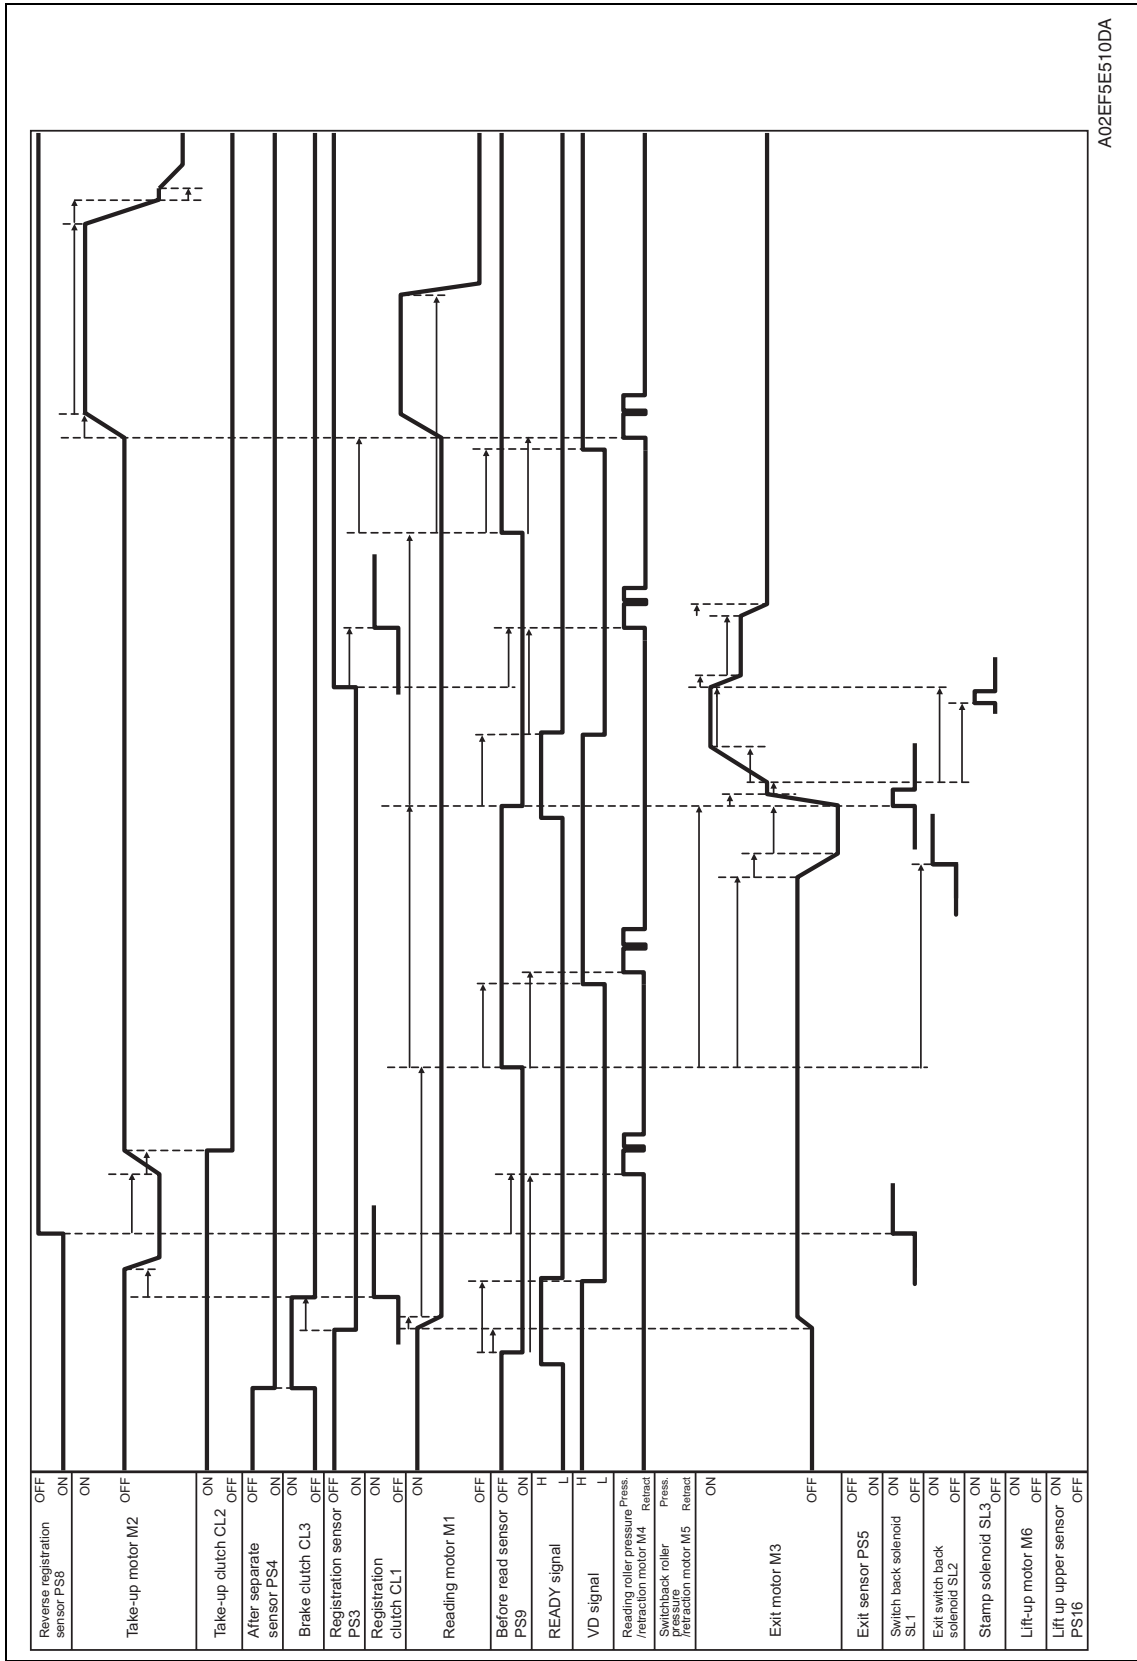 Reverse registration
sensor PS8
OFF
ON
Take-up motor M2
ON
OFF
Take-up clutch CL2
ON
OFF
After separate
sensor PS4
OFF
ON
Brake clutch CL3
ON
OFF
Registration sensor
PS3
OFF
ON
Registration
clutch CL1
ON
OFF
Reading motor M1
ON
OFF
Before read sensor
PS9
OFF
ON
READY signal
H
L
VD signal
H
L
Reading roller pressure
/retraction motor M4
Press.
Retract
Switchback roller
pressure
/retraction motor M5
Press.
Retract
Exit motor M3
ON
OFF
Exit sensor PS5
OFF
ON
Switch back solenoid
SL1
ON
OFF
Exit switch back
solenoid SL2
ON
OFF
Stamp solenoid SL3
ON
OFF
Lift-up motor M6
ON
OFF
Lift up upper sensor
PS16
ON
OFF
A02EF5E510DA